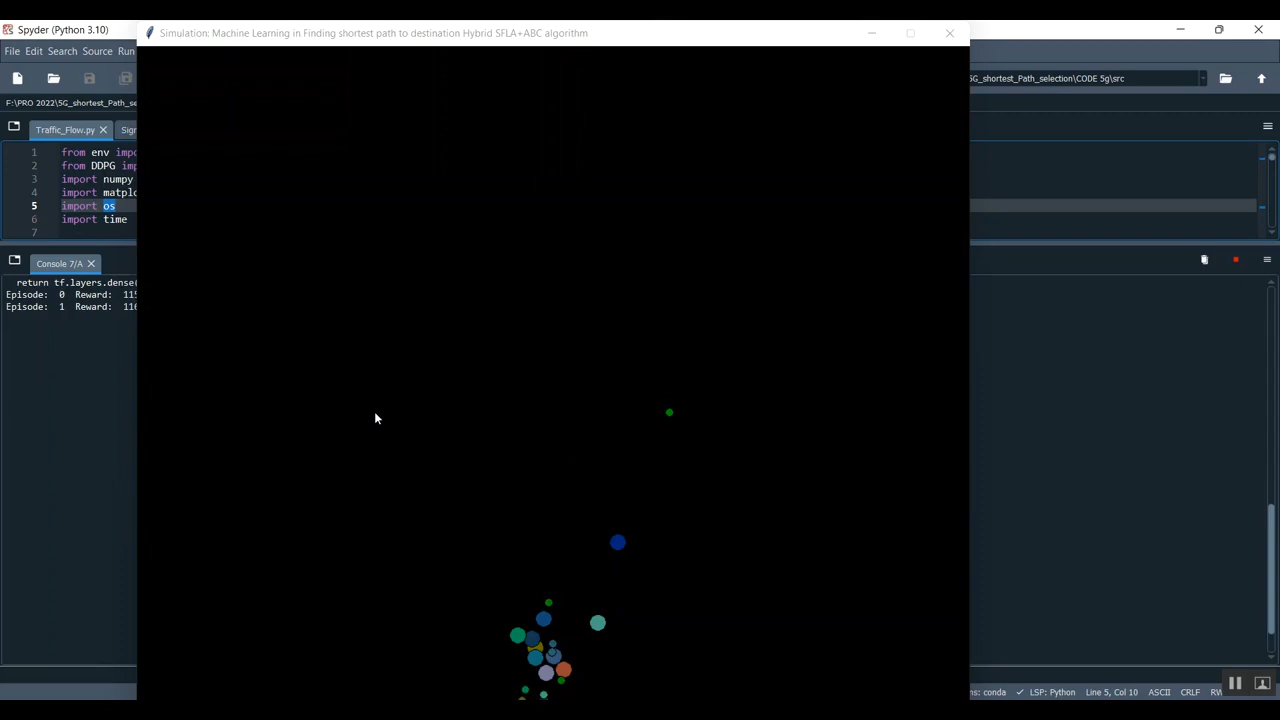 Spyder (Python 3.10)
Simulation: Machine Learning in Finding shortest path to destination Hybrid SFLA+ABC algorithm
File Edit Search Source Run
5G_shortest_Path_selection\CODE 5g\src
F:\PRO 2022\5G_shortest_Path_se
Traffic_Flow.py
Sign
1 from env impo
2 from DDPG imp
3 import numpy
4 import matplo
5 import os
6 import time
7
Console 7/A
return tf.layers.dense(
Episode: 0 Reward: 115
Episode: 1 Reward: 116
ns: conda
LSP: Python
Line 5, Col 10
ASCII
CRLF
RW